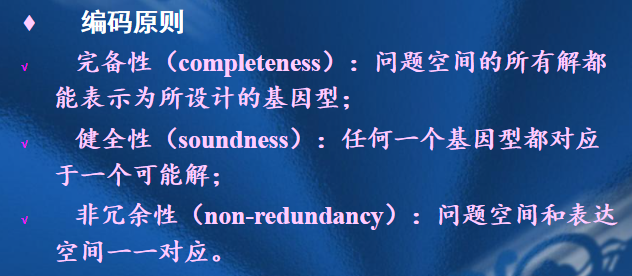 ♦ 编码原则
√ 完备性（completeness）：问题空间的所有解都
能表示为所设计的基因型；
√ 健全性（soundness）：任何一个基因型都对应
于一个可能解；
√ 非冗余性（non-redundancy）：问题空间和表达
空间一一对应。